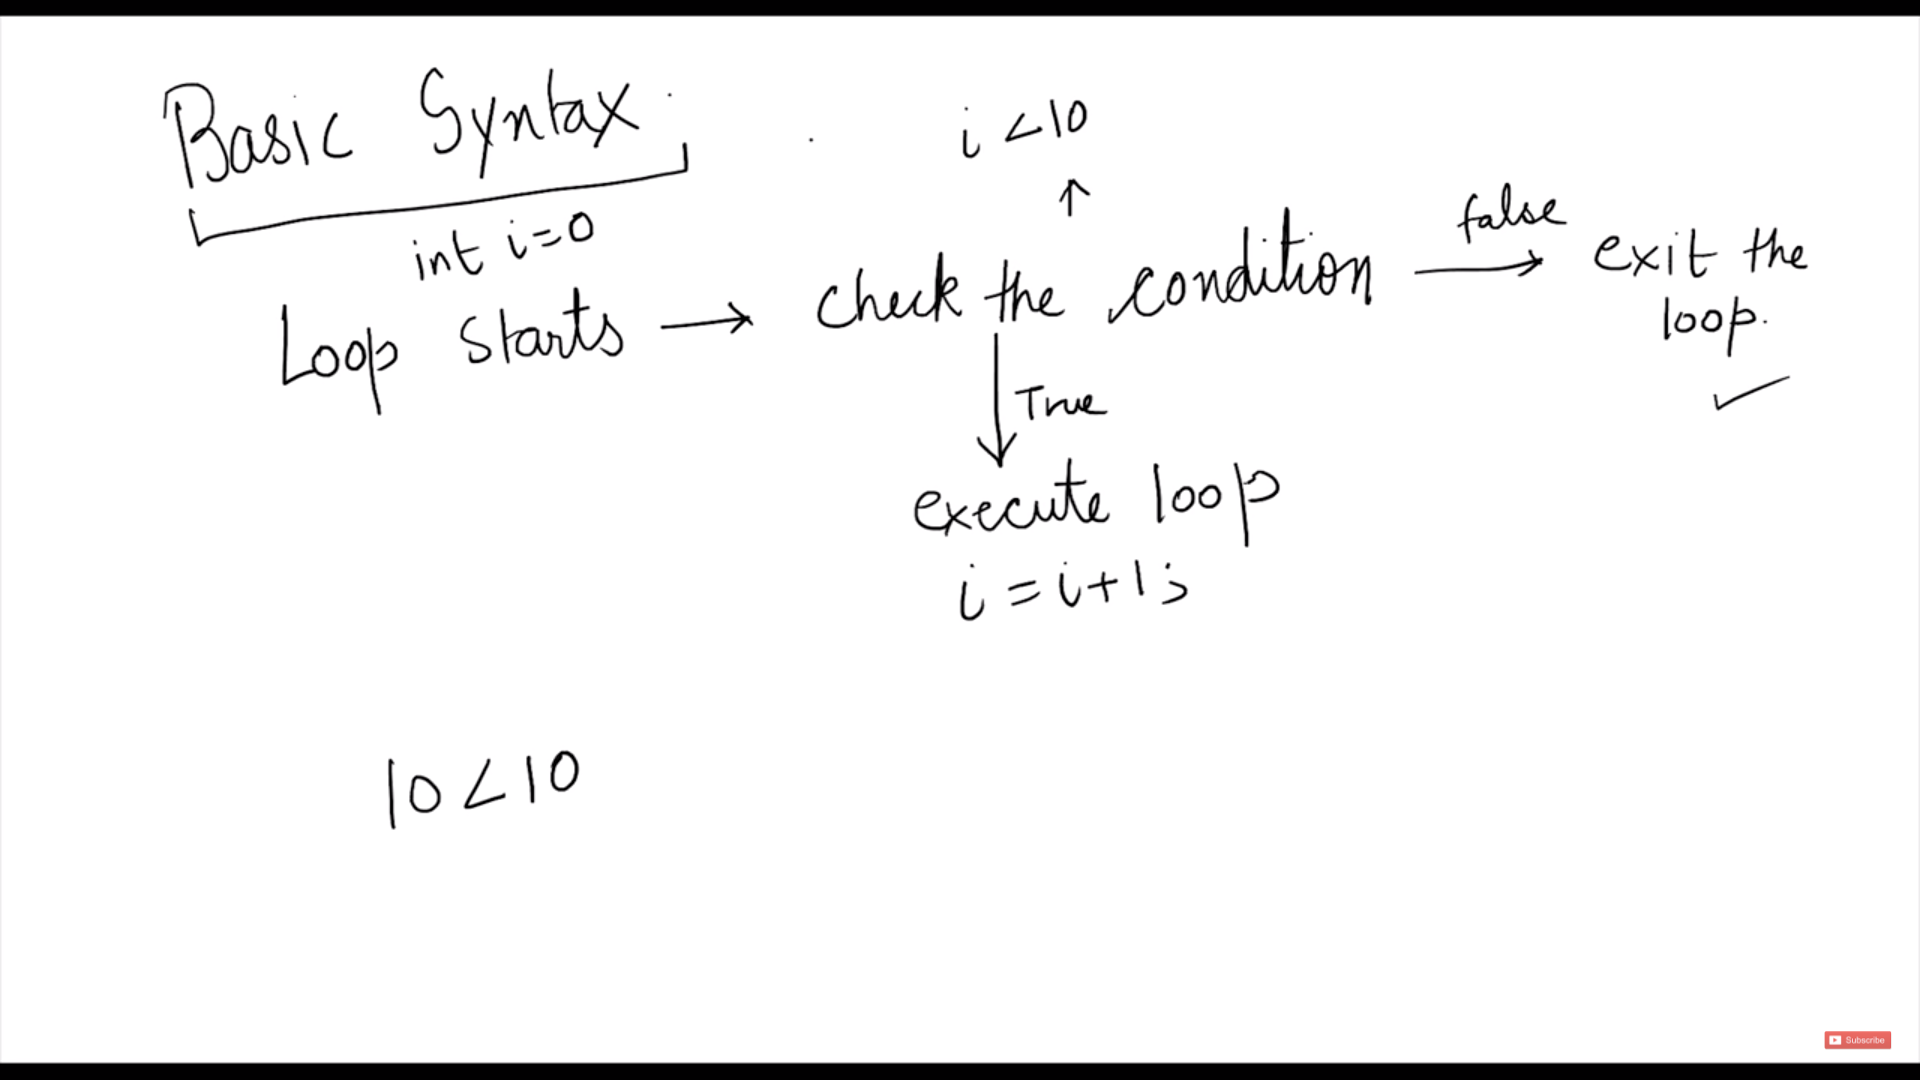 Basic Syntax
i < 10
↑
int i=0
false
Loop starts → check the condition → exit the
loop.
True
execute loop
i = i+1;
10 < 10
Subscribe